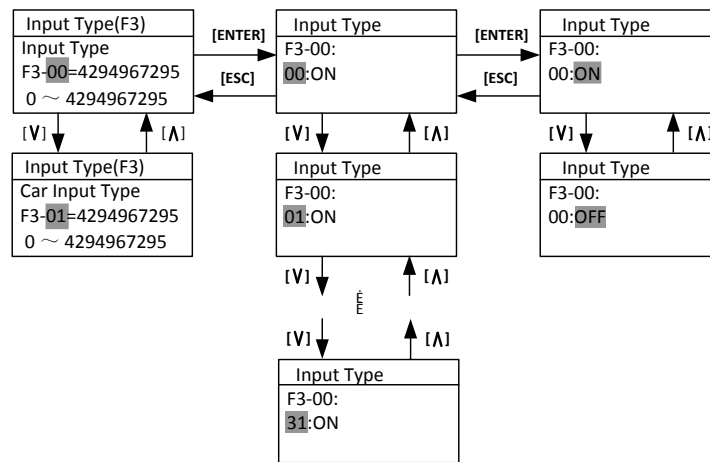 Input Type(F3)
Input Type
F3-00=4294967295
0 ～ 4294967295
[ENTER]
[ESC]
Input Type
F3-00:
00:ON
[ENTER]
[ESC]
Input Type
F3-00:
00:ON
[V]
[Λ]
[V]
[Λ]
[V]
[Λ]
Input Type(F3)
Car Input Type
F3-01=4294967295
0 ～ 4294967295
Input Type
F3-00:
01:ON
Input Type
F3-00:
00:OFF
[V]
[Λ]
[V]
[Λ]
Input Type
F3-00:
31:ON